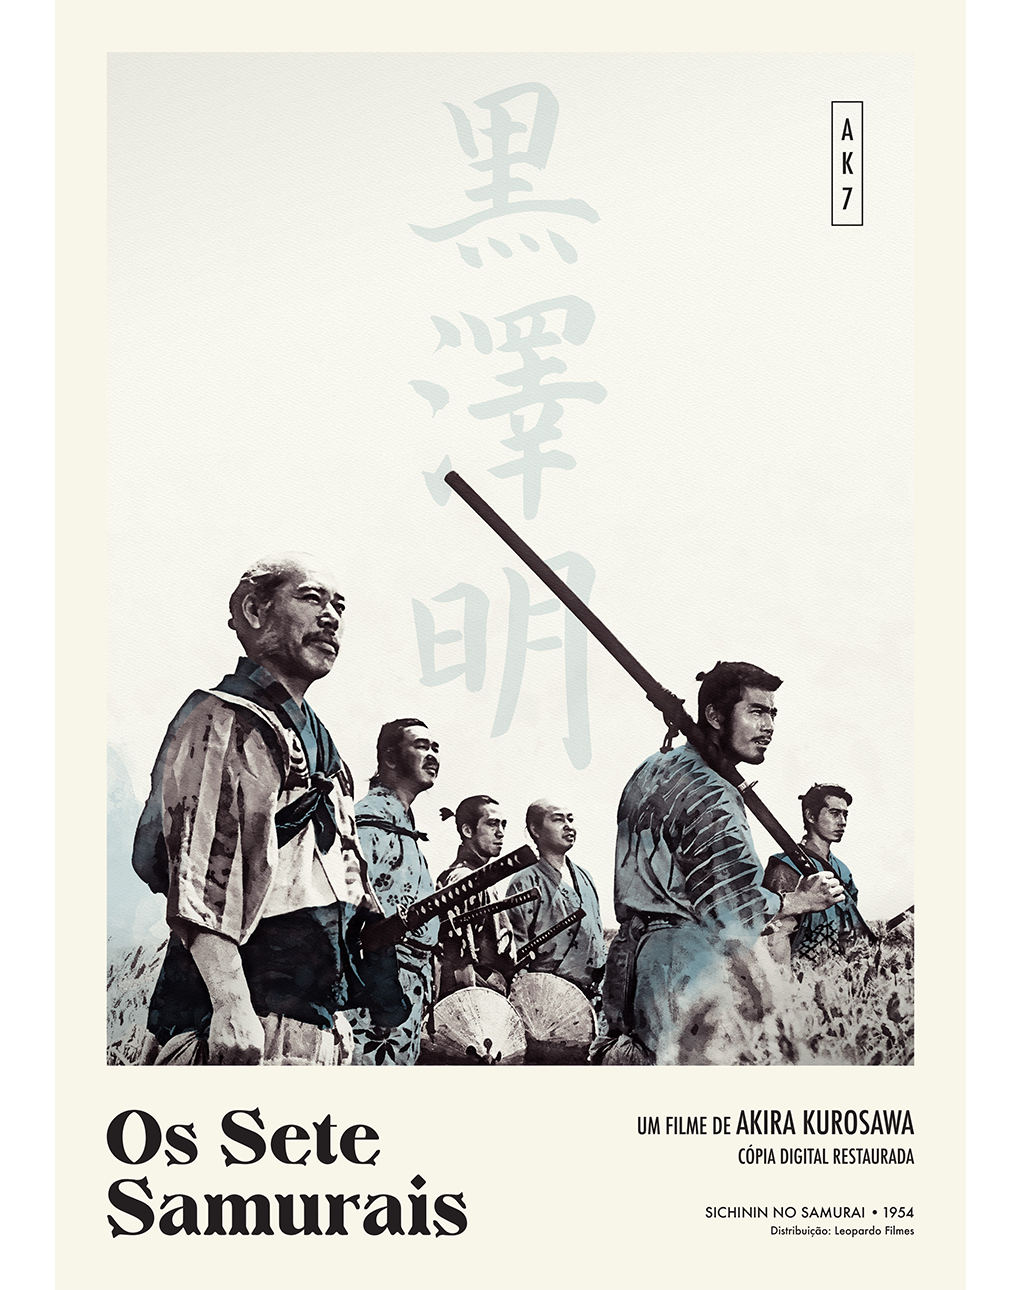 黒澤明
AK7
Os Sete
Samurais
UM FILME DE AKIRA KUROSAWA
CÓPIA DIGITAL RESTAURADA
SICHININ NO SAMURAI • 1954
Distribuição: Leopardo Filmes